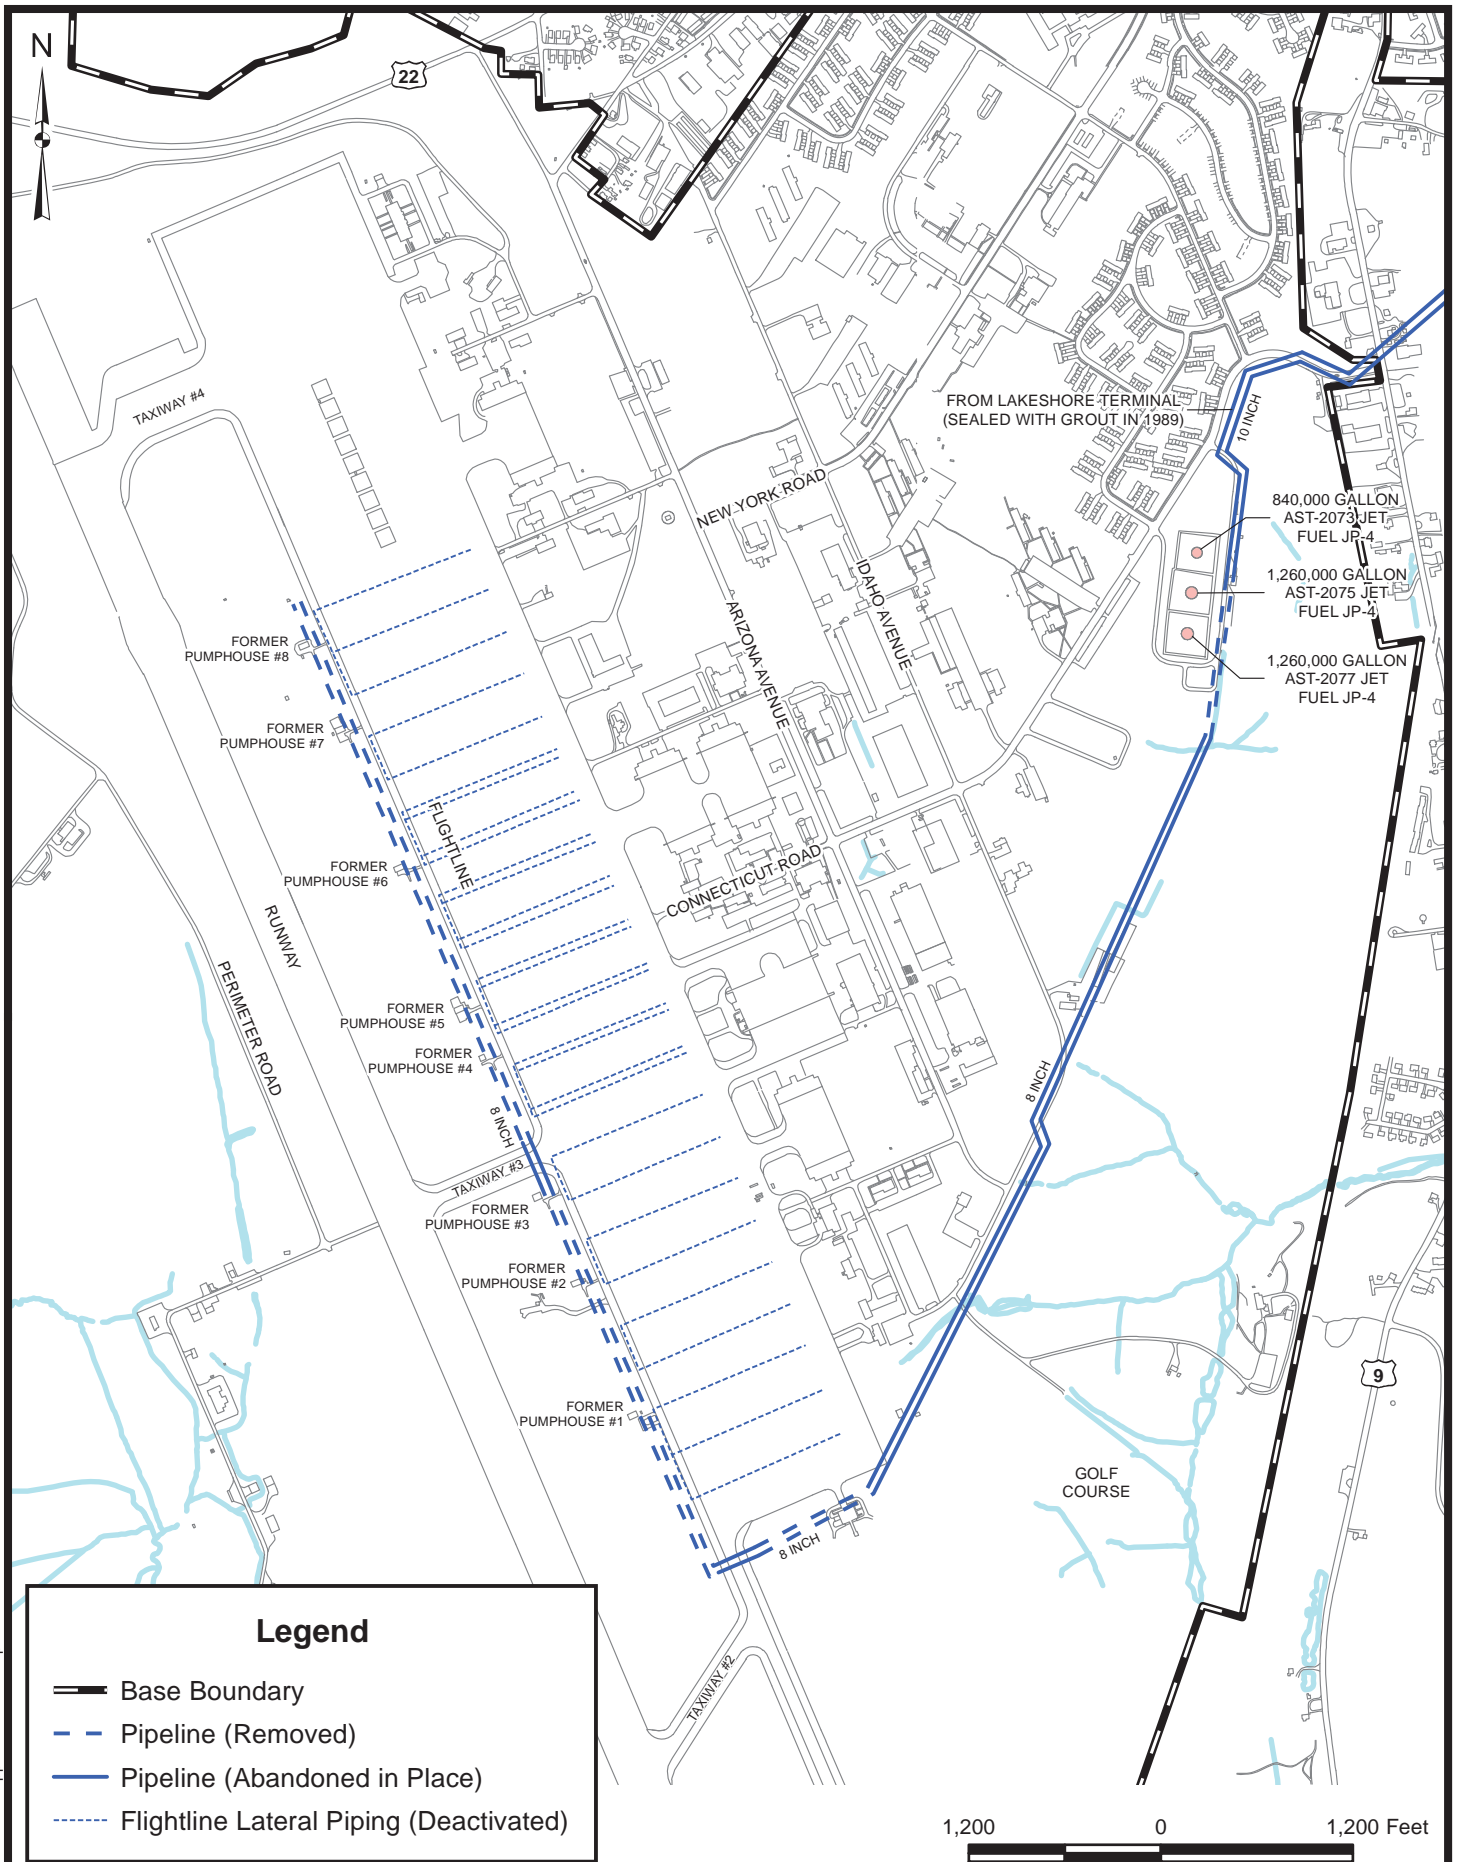 N
22
TAXIWAY #4
FROM LAKESHORE TERMINAL
(SEALED WITH GROUT IN 1989)
10 INCH
NEW YORK ROAD
840,000 GALLON
AST-2073 JET
FUEL JP-4
1,260,000 GALLON
AST-2075 JET
FUEL JP-4
1,260,000 GALLON
AST-2077 JET
FUEL JP-4
IDAHO AVENUE
ARIZONA AVENUE
FORMER
PUMPHOUSE #8
FORMER
PUMPHOUSE #7
FLIGHTLINE
FORMER
PUMPHOUSE #6
CONNECTICUT ROAD
RUNWAY
PERIMETER ROAD
FORMER
PUMPHOUSE #5
FORMER
PUMPHOUSE #4
8 INCH
8 INCH
TAXIWAY #3
FORMER
PUMPHOUSE #3
FORMER
PUMPHOUSE #2
FORMER
PUMPHOUSE #1
9
GOLF
COURSE
8 INCH
TAXIWAY #2
Legend
Base Boundary
Pipeline (Removed)
Pipeline (Abandoned in Place)
Flightline Lateral Piping (Deactivated)
1,200 0 1,200 Feet